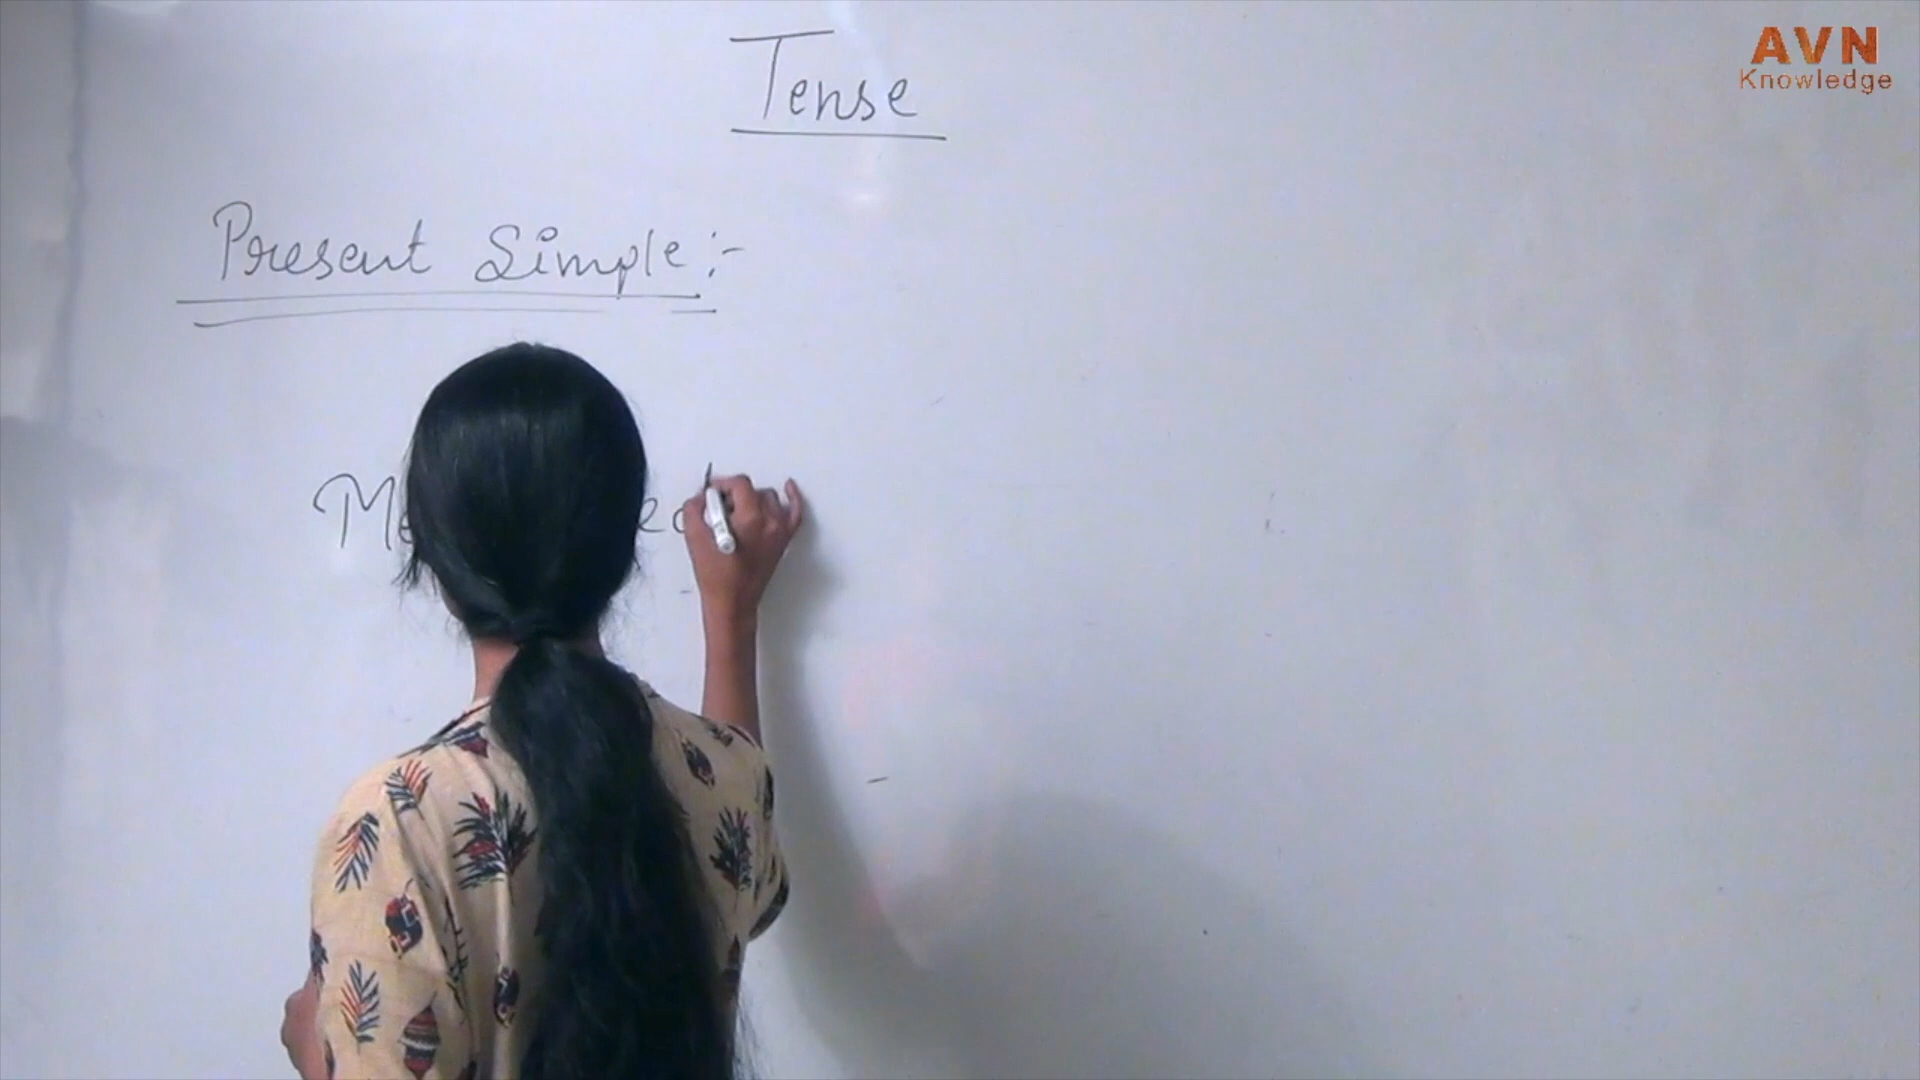 Tense
AVN
Knowledge
Present Simple :-